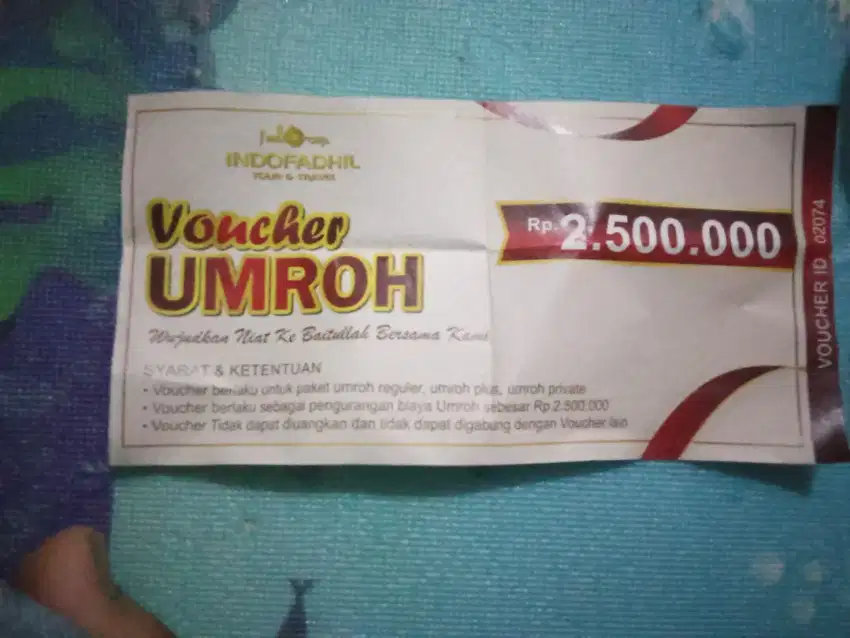 INDOFADHIL
TOUR & TRAVEL
Voucher
UMROH
Wujudkan Niat Ke Baitullah Bersama Kami
Rp. 2.500.000
SYARAT & KETENTUAN
• Voucher berlaku untuk paket umroh reguler, umroh plus, umroh private
• Voucher berlaku sebagai pengurangan biaya Umroh sebesar Rp.2.500.000
• Voucher Tidak dapat diuangkan dan tidak dapat digabung dengan Voucher lain
VOUCHER ID 02074